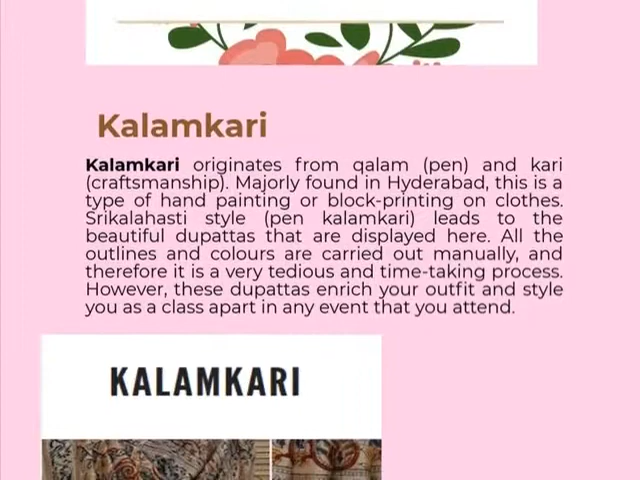 Kalamkari
Kalamkari originates from qalam (pen) and kari
(craftsmanship). Majorly found in Hyderabad, this is a
type of hand painting or block-printing on clothes.
Srikalahasti style (pen kalamkari) leads to the
beautiful dupattas that are displayed here. All the
outlines and colours are carried out manually, and
therefore it is a very tedious and time-taking process.
However, these dupattas enrich your outfit and style
you as a class apart in any event that you attend.
KALAMKARI